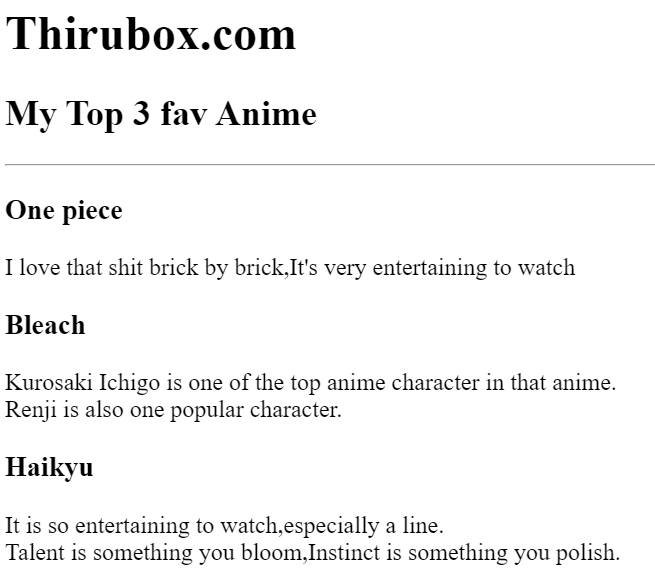 Thirubox.com
My Top 3 fav Anime
One piece
I love that shit brick by brick,It's very entertaining to watch
Bleach
Kurosaki Ichigo is one of the top anime character in that anime.
Renji is also one popular character.
Haikyu
It is so entertaining to watch,especially a line.
Talent is something you bloom,Instinct is something you polish.